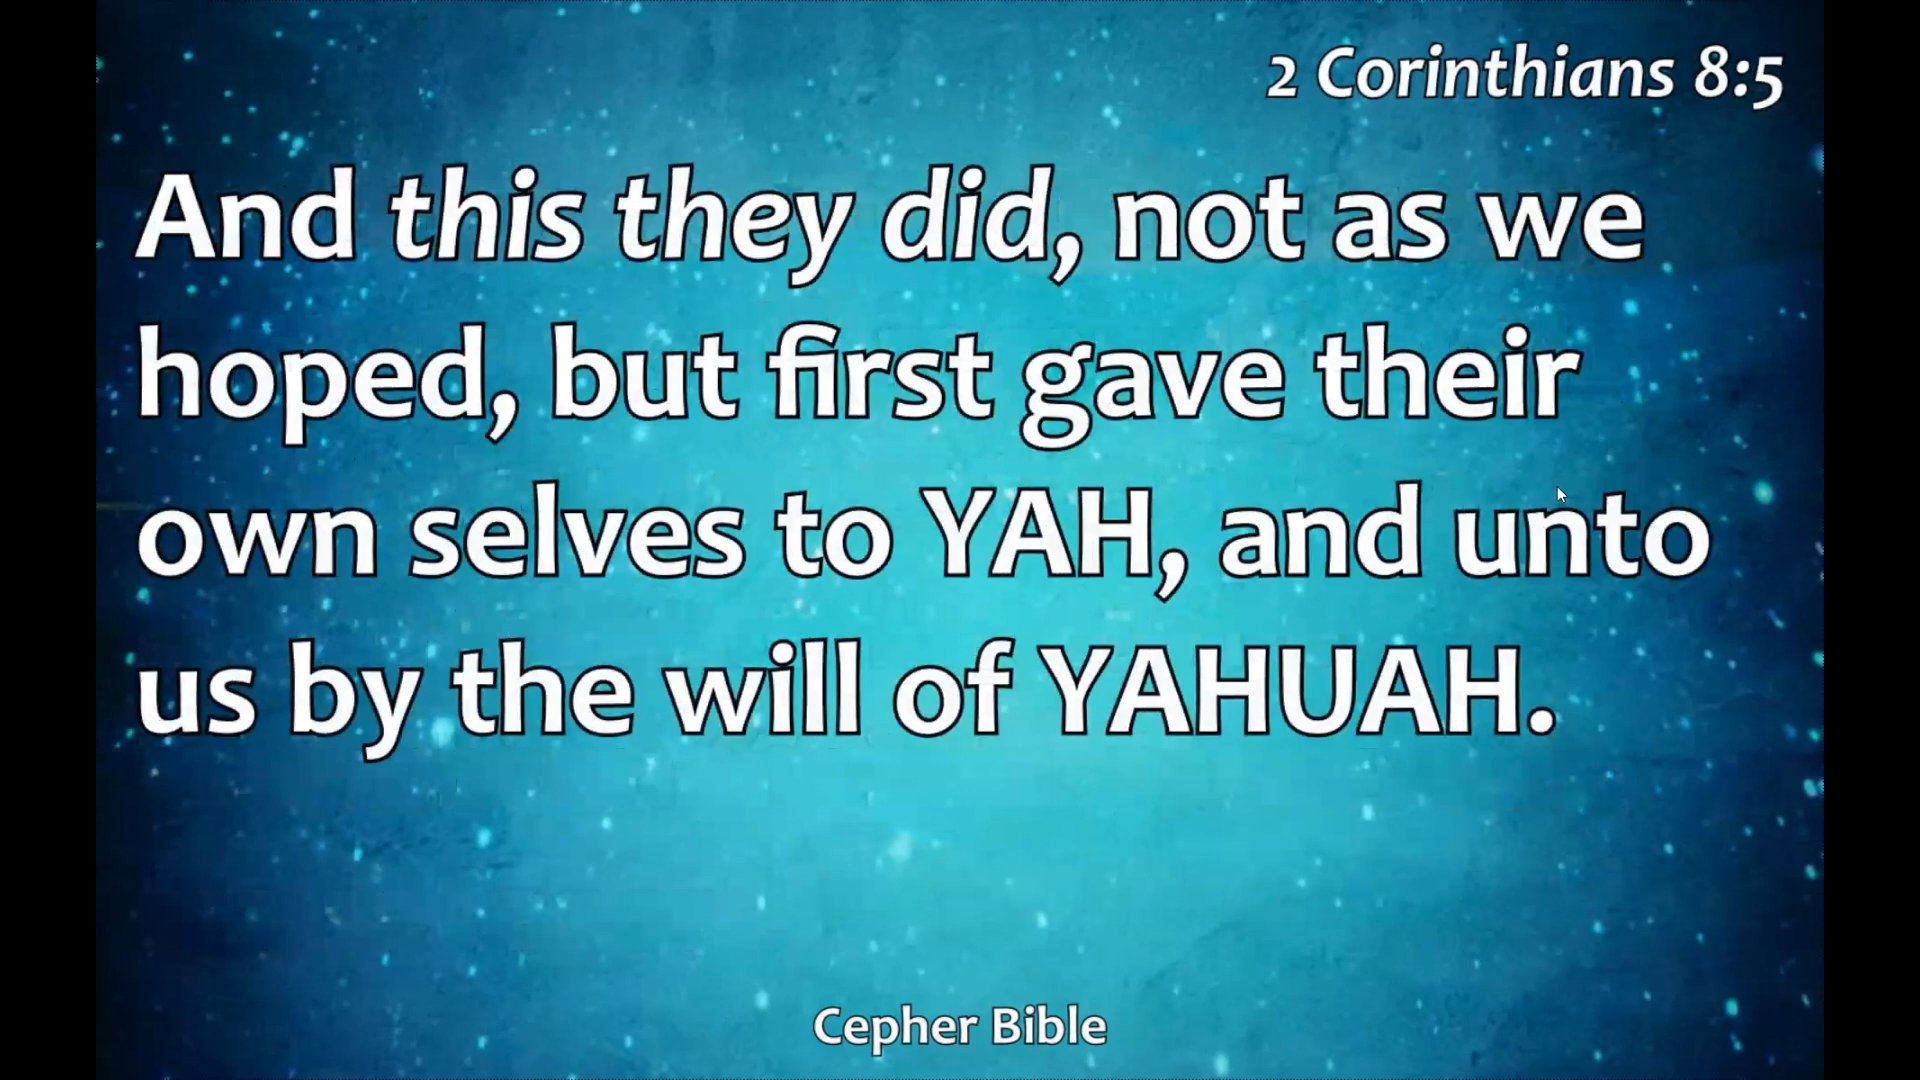 2 Corinthians 8:5
And this they did, not as we
hoped, but first gave their
own selves to YAH, and unto
us by the will of YAHUAH.
Cepher Bible